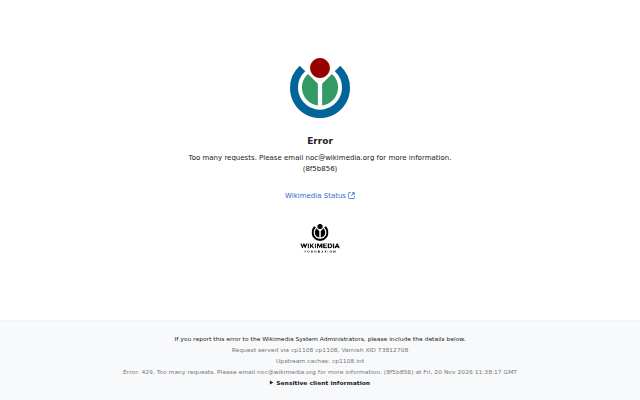 Error
Too many requests. Please email noc@wikimedia.org for more information.
(8f5b856)
Wikimedia Status
WIKIMEDIA
FOUNDATION
If you report this error to the Wikimedia System Administrators, please include the details below.
Request served via cp1108 cp1108, Varnish XID 73812708
Upstream caches: cp1108 int
Error: 429, Too many requests. Please email noc@wikimedia.org for more information. (8f5b856) at Fri, 20 Nov 2026 11:38:17 GMT
Sensitive client information